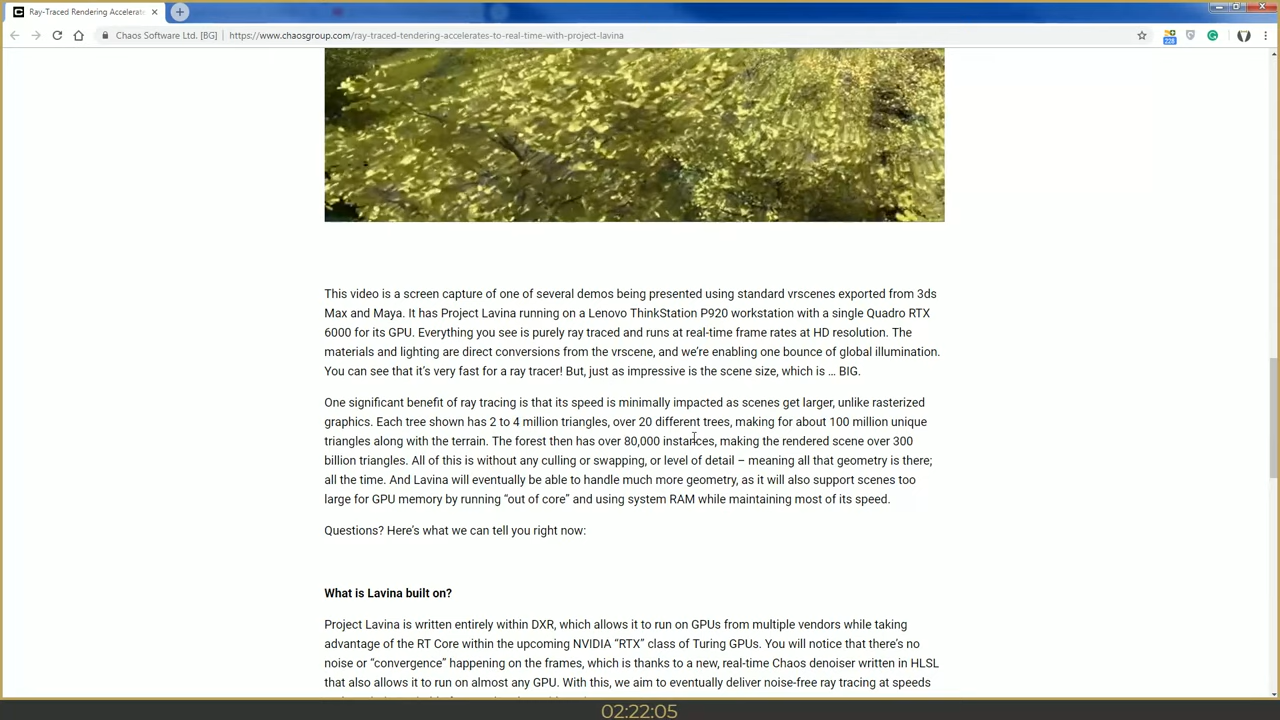 Ray-Traced Rendering Accelerat
Chaos Software Ltd. [BG] https://www.chaosgroup.com/ray-traced-tendering-accelerates-to-real-time-with-project-lavina
228
This video is a screen capture of one of several demos being presented using standard vrscenes exported from 3ds
Max and Maya. It has Project Lavina running on a Lenovo ThinkStation P920 workstation with a single Quadro RTX
6000 for its GPU. Everything you see is purely ray traced and runs at real-time frame rates at HD resolution. The
materials and lighting are direct conversions from the vrscene, and we're enabling one bounce of global illumination.
You can see that it's very fast for a ray tracer! But, just as impressive is the scene size, which is … BIG.
One significant benefit of ray tracing is that its speed is minimally impacted as scenes get larger, unlike rasterized
graphics. Each tree shown has 2 to 4 million triangles, over 20 different trees, making for about 100 million unique
triangles along with the terrain. The forest then has over 80,000 instances, making the rendered scene over 300
billion triangles. All of this is without any culling or swapping, or level of detail – meaning all that geometry is there;
all the time. And Lavina will eventually be able to handle much more geometry, as it will also support scenes too
large for GPU memory by running “out of core” and using system RAM while maintaining most of its speed.
Questions? Here's what we can tell you right now:
What is Lavina built on?
Project Lavina is written entirely within DXR, which allows it to run on GPUs from multiple vendors while taking
advantage of the RT Core within the upcoming NVIDIA “RTX” class of Turing GPUs. You will notice that there's no
noise or “convergence” happening on the frames, which is thanks to a new, real-time Chaos denoiser written in HLSL
that also allows it to run on almost any GPU. With this, we aim to eventually deliver noise-free ray tracing at speeds
02:22:05